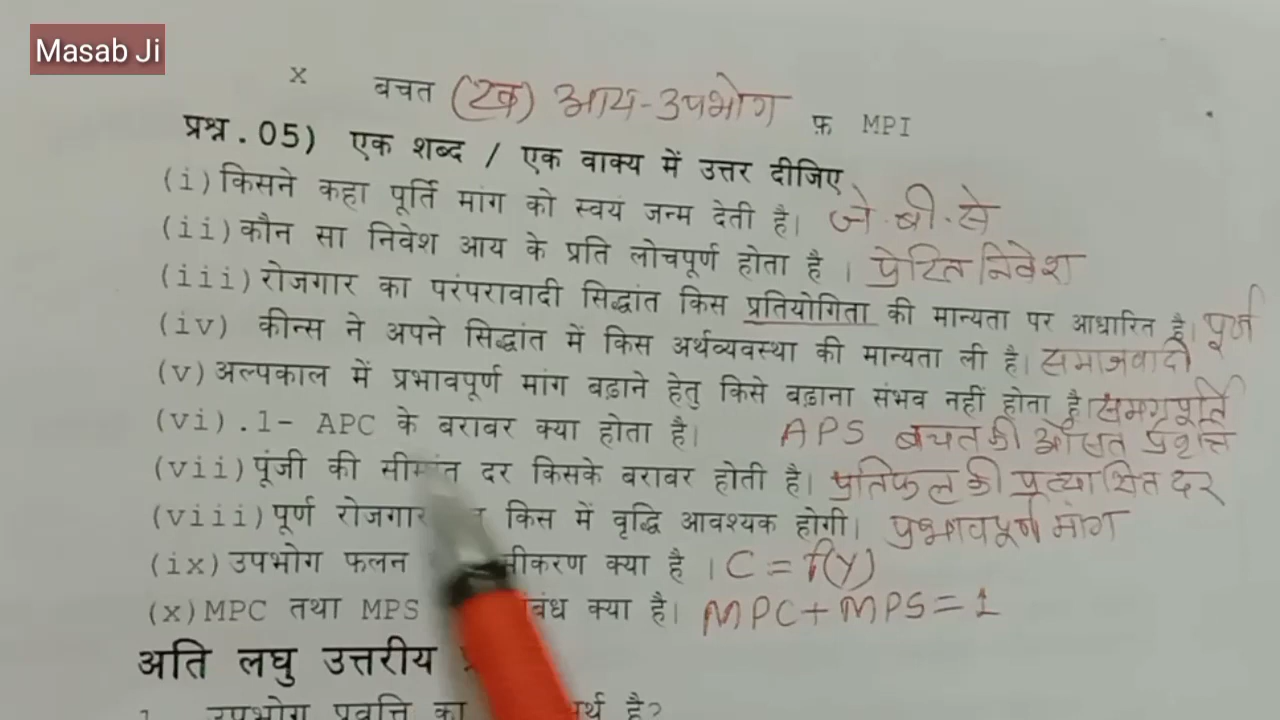 Masab Ji
x बचत (ख) आय-उपभोग फ़ MPI
प्रश्न.05) एक शब्द / एक वाक्य में उत्तर दीजिए
(i) किसने कहा पूर्ति मांग को स्वयं जन्म देती है। जे.बी.से
(ii) कौन सा निवेश आय के प्रति लोचपूर्ण होता है । प्रेरित निवेश
(iii) रोजगार का परंपरावादी सिद्धांत किस प्रतियोगिता की मान्यता पर आधारित है। पूर्ण
(iv) कीन्स ने अपने सिद्धांत में किस अर्थव्यवस्था की मान्यता ली है। समाजवादी
(v) अल्पकाल में प्रभावपूर्ण मांग बढ़ाने हेतु किसे बढ़ाना संभव नहीं होता है। समग्र पूर्ति
(vi).1- APC के बराबर क्या होता है। APS बचत की औसत प्रवृत्ति
(vii) पूंजी की सीमांत दर किसके बराबर होती है। प्रतिफल की प्रत्याशित दर
(viii) पूर्ण रोजगार किस में वृद्धि आवश्यक होगी। प्रभावपूर्ण मांग
(ix) उपभोग फलन क्या है । C = f(y)
(x) MPC तथा MPS क्या है। MPC+MPS=1
अति लघु उत्तरीय
1. उपभोग प्रवृत्ति का है?